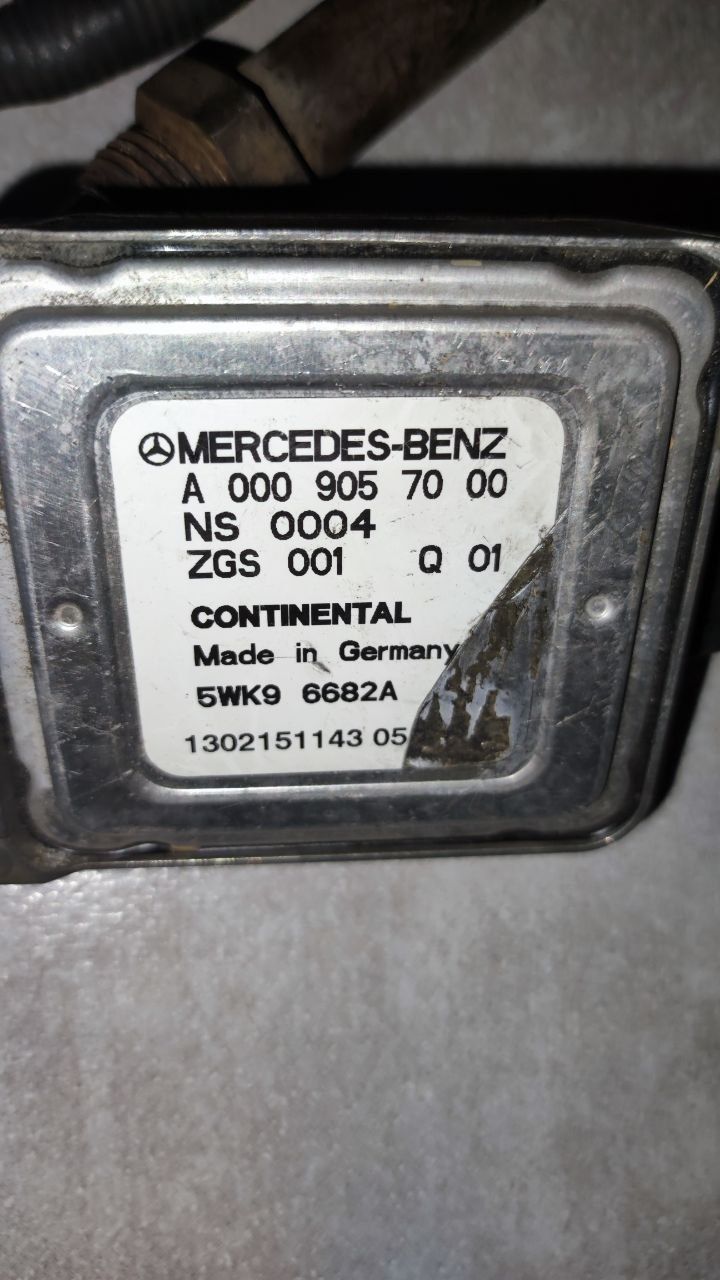 MERCEDES-BENZ
A 000 905 70 00
NS 0004
ZGS 001 Q 01
CONTINENTAL
Made in Germany
5WK9 6682A
1302151143 05